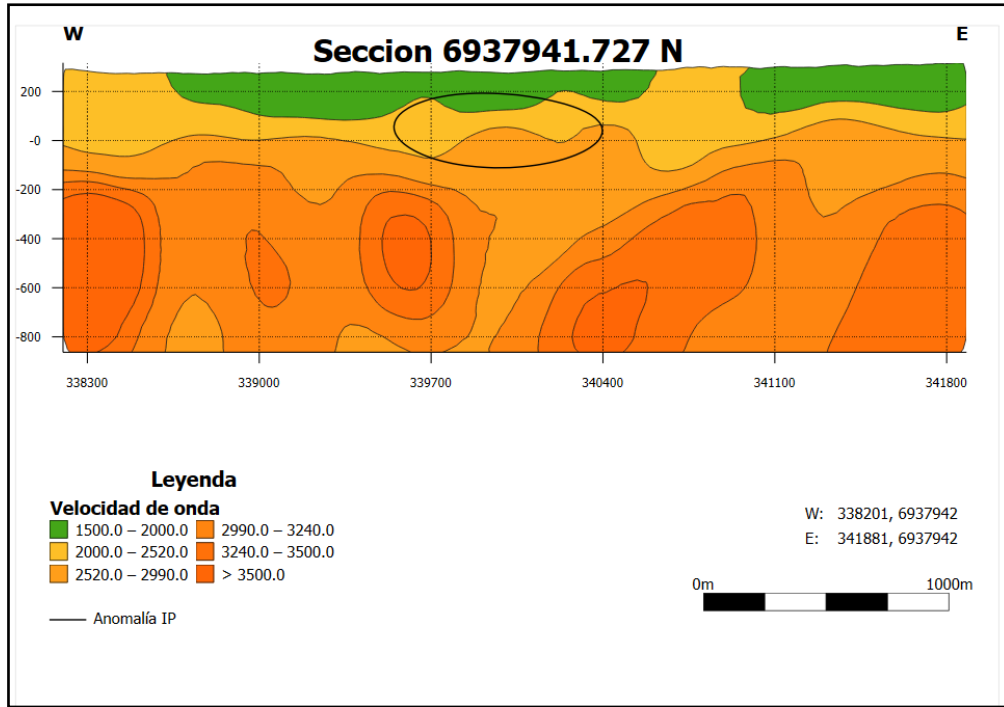 W
E
Seccion 6937941.727 N
200
-0
-200
-400
-600
-800
338300
339000
339700
340400
341100
341800
Leyenda
Velocidad de onda
1500.0 – 2000.0
2990.0 – 3240.0
2000.0 – 2520.0
3240.0 – 3500.0
2520.0 – 2990.0
> 3500.0
Anomalía IP
W: 338201, 6937942
E: 341881, 6937942
0m
1000m